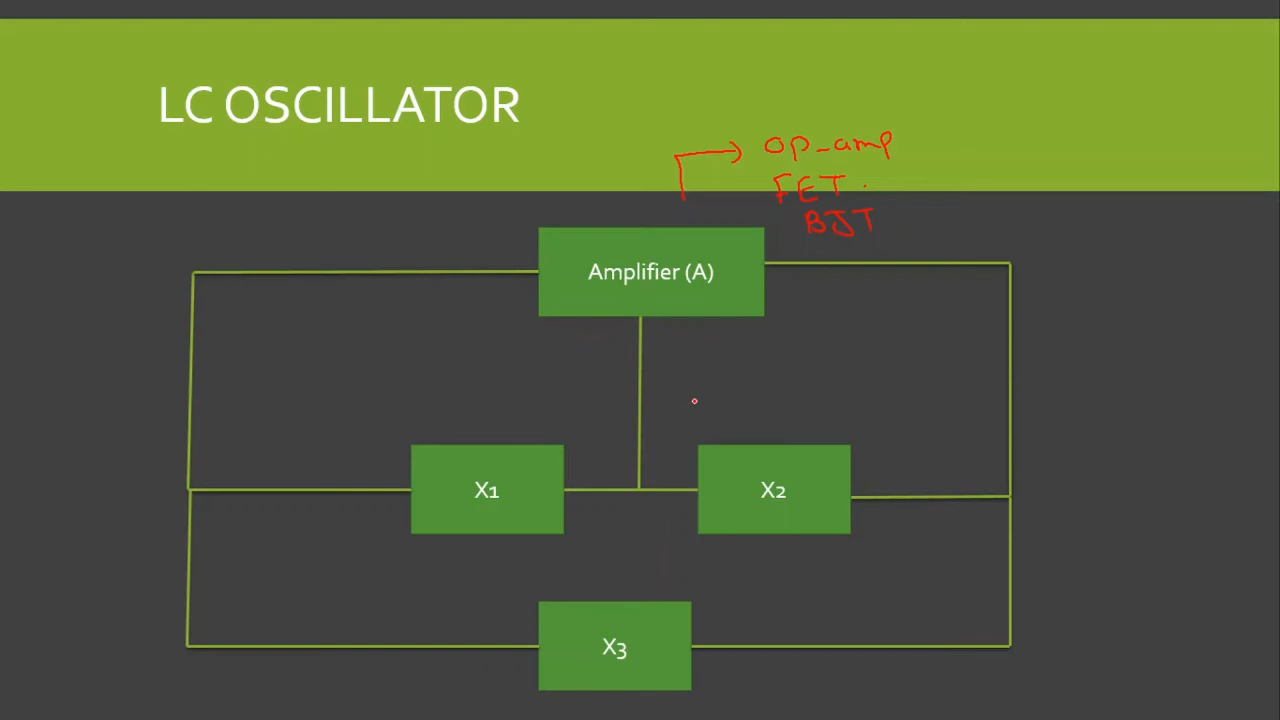 LC OSCILLATOR
op-amp
FET.
BJT
Amplifier (A)
X1
X2
X3